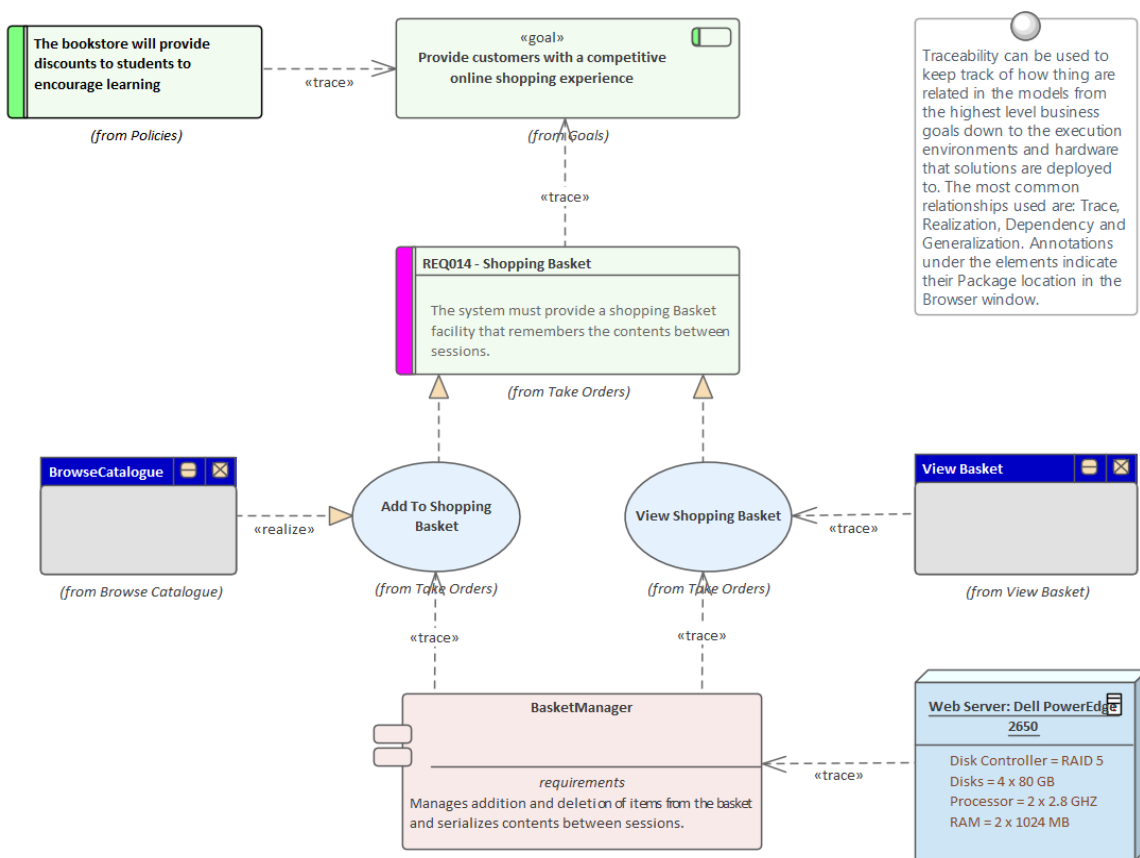 The bookstore will provide
discounts to students to
encourage learning
(from Policies)
«trace»
«goal»
Provide customers with a competitive
online shopping experience
(from Goals)
Traceability can be used to
keep track of how thing are
related in the models from
the highest level business
goals down to the execution
environments and hardware
that solutions are deployed
to. The most common
relationships used are: Trace,
Realization, Dependency and
Generalization. Annotations
under the elements indicate
their Package location in the
Browser window.
«trace»
REQ014 - Shopping Basket
The system must provide a shopping Basket
facility that remembers the contents between
sessions.
(from Take Orders)
BrowseCatalogue
(from Browse Catalogue)
«realize»
Add To Shopping
Basket
(from Take Orders)
View Shopping Basket
(from Take Orders)
«trace»
View Basket
(from View Basket)
«trace»
«trace»
BasketManager
requirements
Manages addition and deletion of items from the basket
and serializes contents between sessions.
«trace»
Web Server: Dell PowerEdge
2650
Disk Controller = RAID 5
Disks = 4 x 80 GB
Processor = 2 x 2.8 GHZ
RAM = 2 x 1024 MB